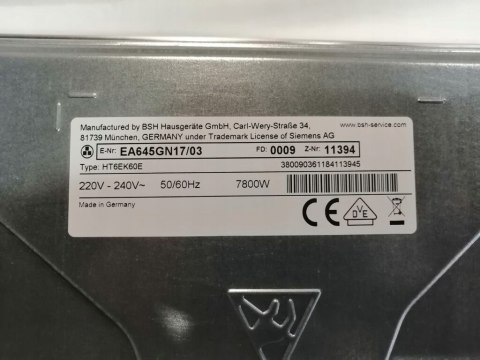 Manufactured by BSH Hausgeräte GmbH, Carl-Wery-Straße 34, www.bsh-service.com
81739 München, GERMANY under Trademark License of Siemens AG
E-Nr: EA645GN17/03 FD: 0009 Z-Nr: 11394
Type: HT6EK60E 380090361184113945
220V - 240V~ 50/60Hz 7800W
Made in Germany CE DVE